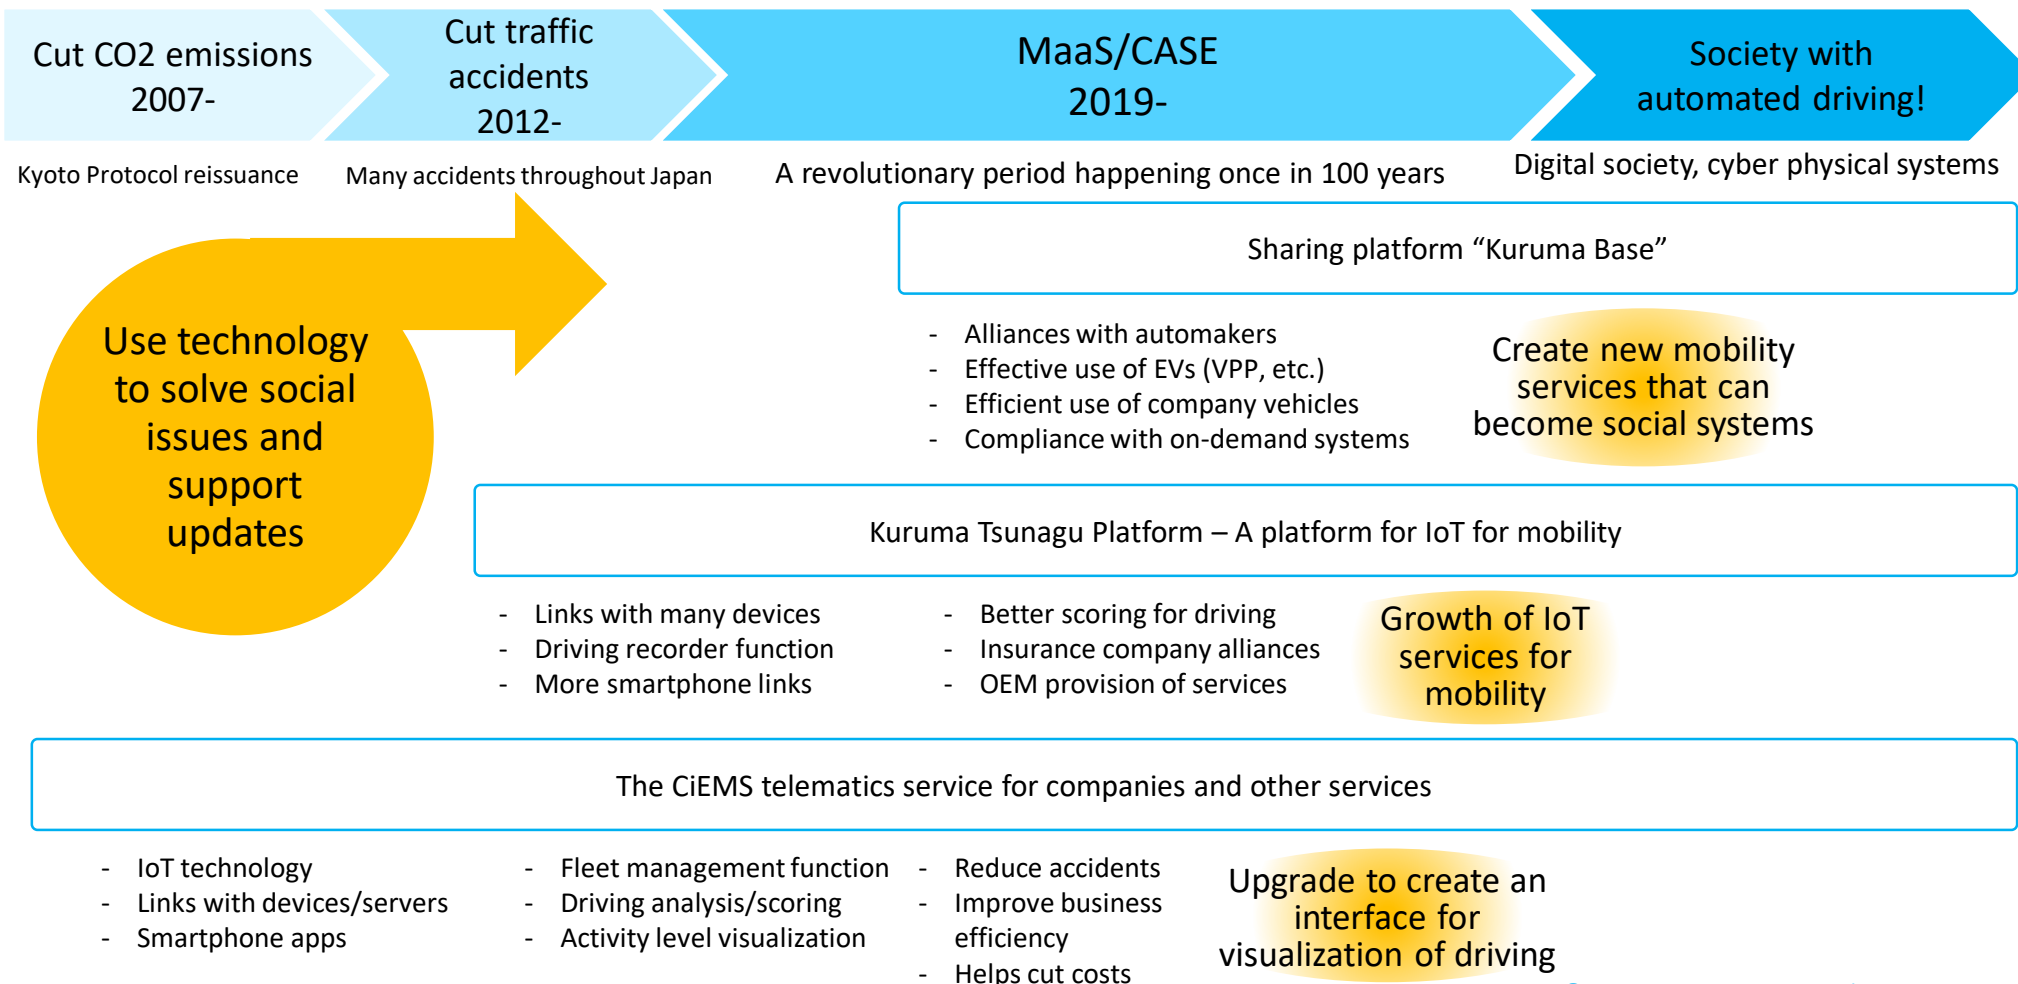 Cut CO2 emissions
2007-
Cut traffic
accidents
2012-
MaaS/CASE
2019-
Society with
automated driving!
Kyoto Protocol reissuance
Many accidents throughout Japan
A revolutionary period happening once in 100 years
Digital society, cyber physical systems
Use technology
to solve social
issues and
support
updates
Sharing platform “Kuruma Base”
- Alliances with automakers
- Effective use of EVs (VPP, etc.)
- Efficient use of company vehicles
- Compliance with on-demand systems
Create new mobility
services that can
become social systems
Kuruma Tsunagu Platform – A platform for IoT for mobility
- Links with many devices
- Driving recorder function
- More smartphone links
- Better scoring for driving
- Insurance company alliances
- OEM provision of services
Growth of IoT
services for
mobility
The CiEMS telematics service for companies and other services
- IoT technology
- Links with devices/servers
- Smartphone apps
- Fleet management function
- Driving analysis/scoring
- Activity level visualization
- Reduce accidents
- Improve business
efficiency
- Helps cut costs
Upgrade to create an
interface for
visualization of driving